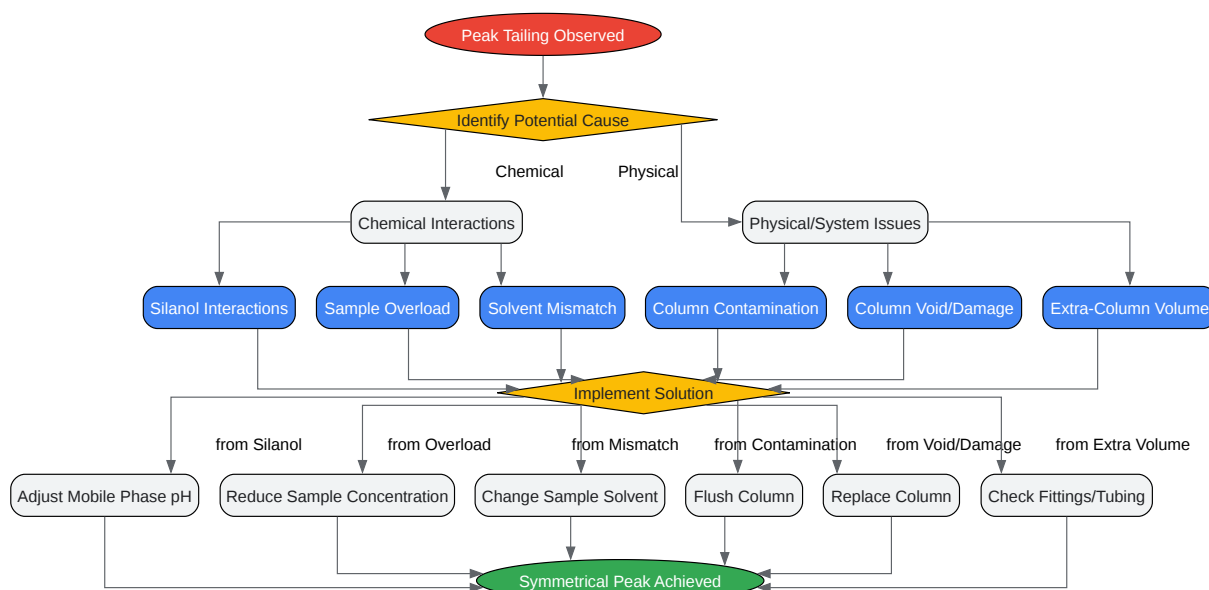 Peak Tailing Observed
Identify Potential Cause
Chemical
Physical
Chemical Interactions
Physical/System Issues
Silanol Interactions
Sample Overload
Solvent Mismatch
Column Contamination
Column Void/Damage
Extra-Column Volume
Implement Solution
from Silanol
from Overload
from Mismatch
from Contamination
from Void/Damage
from Extra Volume
Adjust Mobile Phase pH
Reduce Sample Concentration
Change Sample Solvent
Flush Column
Replace Column
Check Fittings/Tubing
Symmetrical Peak Achieved